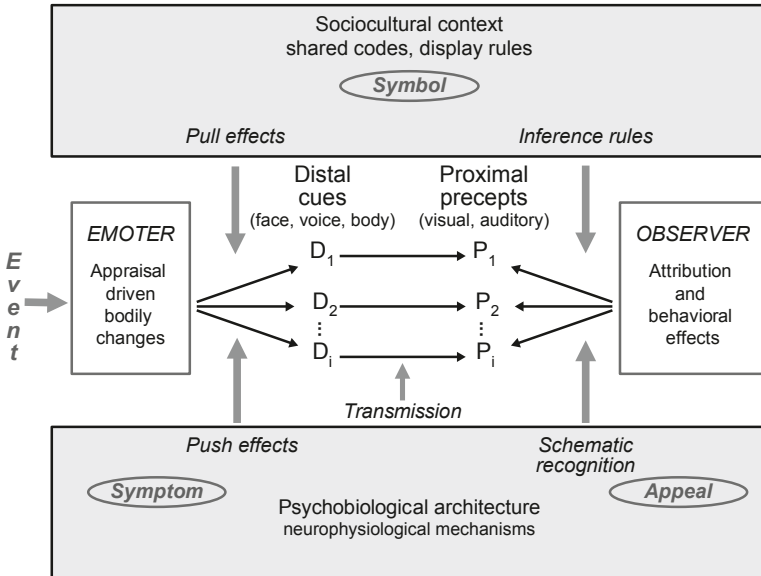 Sociocultural context
shared codes, display rules
Symbol
Pull effects
Inference rules
Distal
cues
(face, voice, body)
Proximal
precepts
(visual, auditory)
Event
EMOTER
Appraisal
driven
bodily
changes
D1
P1
D2
P2
Di
Pi
OBSERVER
Attribution
and
behavioral
effects
Transmission
Push effects
Schematic
recognition
Symptom
Appeal
Psychobiological architecture
neurophysiological mechanisms